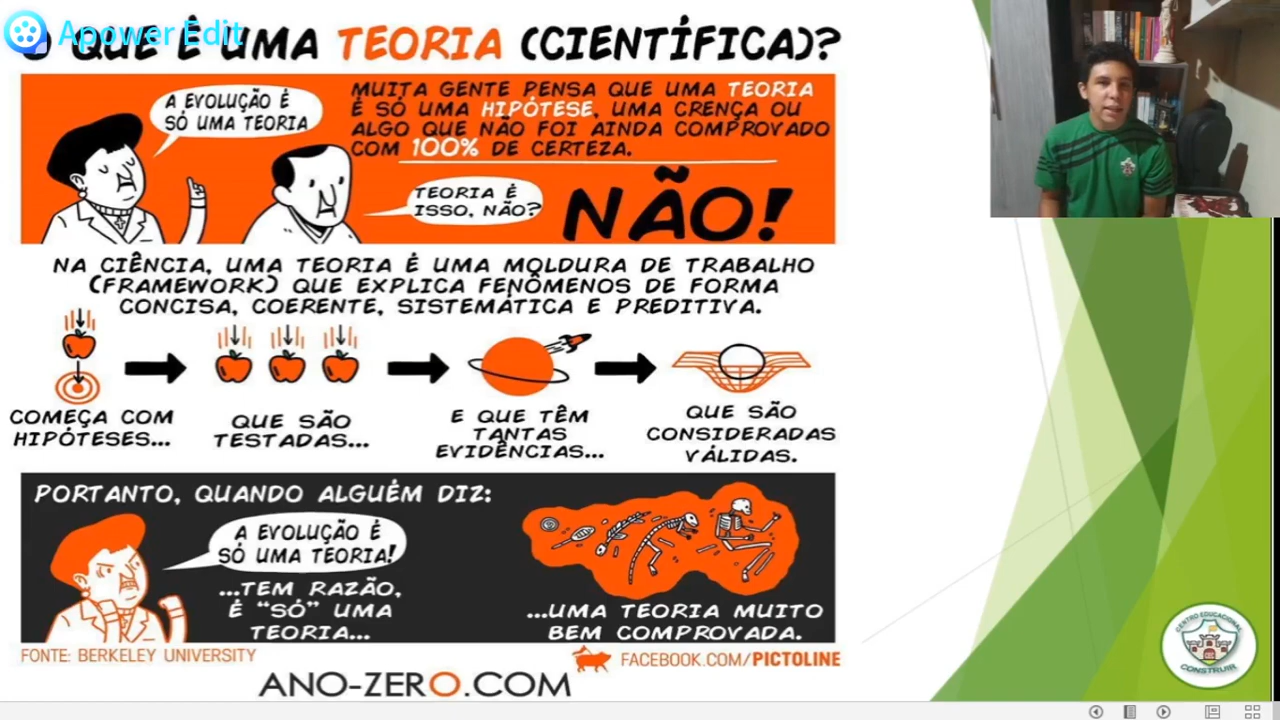 Apower Edit
O QUE É UMA TEORIA (CIENTÍFICA)?
A EVOLUÇÃO É
SÓ UMA TEORIA
MUITA GENTE PENSA QUE UMA TEORIA
É SÓ UMA HIPÓTESE, UMA CRENÇA OU
ALGO QUE NÃO FOI AINDA COMPROVADO
COM 100% DE CERTEZA.
TEORIA É
ISSO, NÃO?
NÃO!
NA CIÊNCIA, UMA TEORIA É UMA MOLDURA DE TRABALHO
(FRAMEWORK) QUE EXPLICA FENÔMENOS DE FORMA
CONCISA, COERENTE, SISTEMÁTICA E PREDITIVA.
COMEÇA COM
HIPÓTESES...
QUE SÃO
TESTADAS...
E QUE TÊM
TANTAS
EVIDÊNCIAS...
QUE SÃO
CONSIDERADAS
VÁLIDAS.
PORTANTO, QUANDO ALGUÉM DIZ:
A EVOLUÇÃO É
SÓ UMA TEORIA!
...TEM RAZÃO,
É "SÓ" UMA
TEORIA...
...UMA TEORIA MUITO
BEM COMPROVADA.
FONTE: BERKELEY UNIVERSITY
FACEBOOK.COM/PICTOLINE
ANO-ZERO.COM
CENTRO EDUCACIONAL
CEC
CONSTRUIR